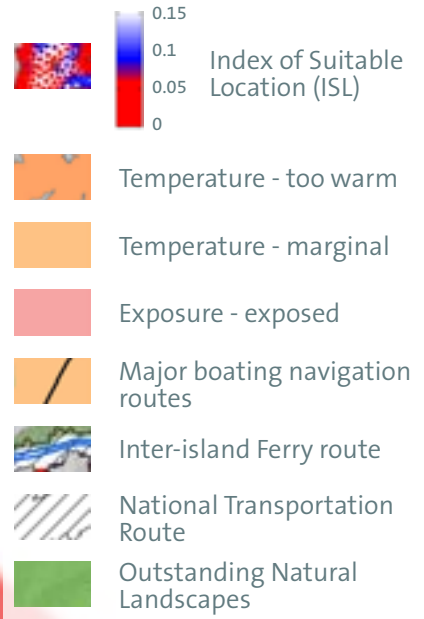 0.15
0.1
0.05
0
Index of Suitable
Location (ISL)
Temperature - too warm
Temperature - marginal
Exposure - exposed
Major boating navigation
routes
Inter-island Ferry route
National Transportation
Route
Outstanding Natural
Landscapes